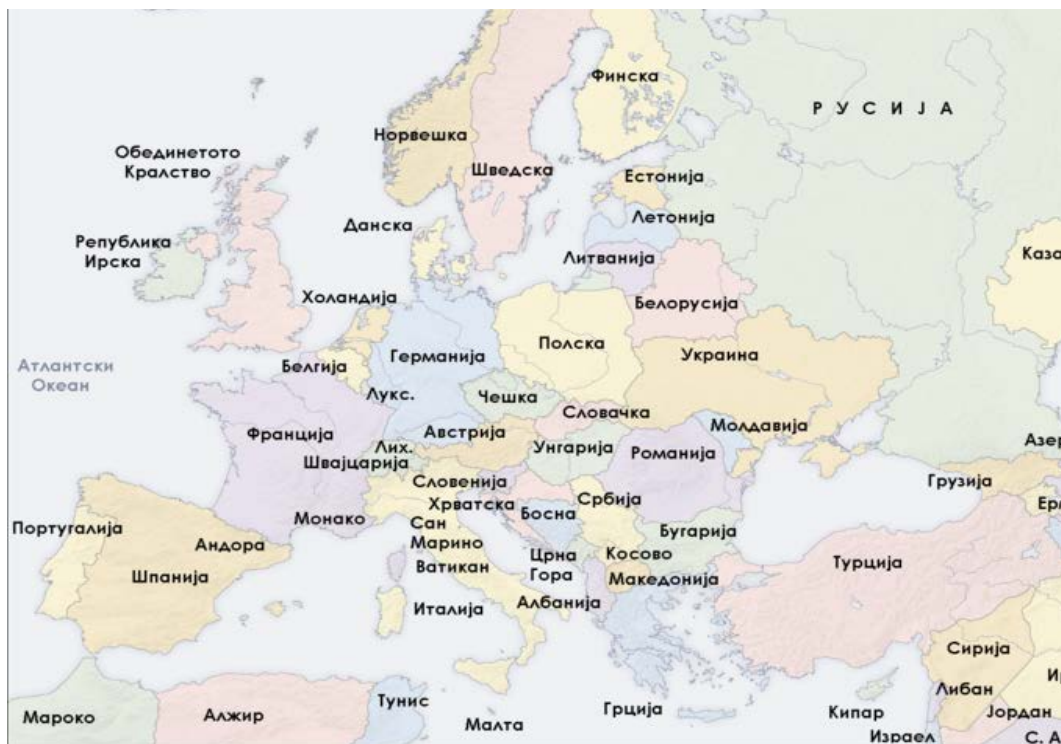 Финска
РУСИЈА
Норвешка
Обединетото
Кралство
Шведска
Естонија
Летонија
Данска
Република
Ирска
Литванија
Каза
Холандија
Белорусија
Атлантски
Океан
Белгија
Германија
Полска
Украина
Лукс.
Чешка
Словачка
Франција
Лих.
Австрија
Унгарија
Молдавија
Романија
Азер
Швајцарија
Словенија
Грузија
Хрватска
Србија
Ерм
Португалија
Монако
Сан
Марино
Босна
Бугарија
Андора
Ватикан
Црна
Гора
Косово
Турција
Шпанија
Македонија
Италија
Албанија
Сирија
Ир
Либан
Мароко
Алжир
Тунис
Малта
Грција
Кипар
Јордан
Израел
С. А